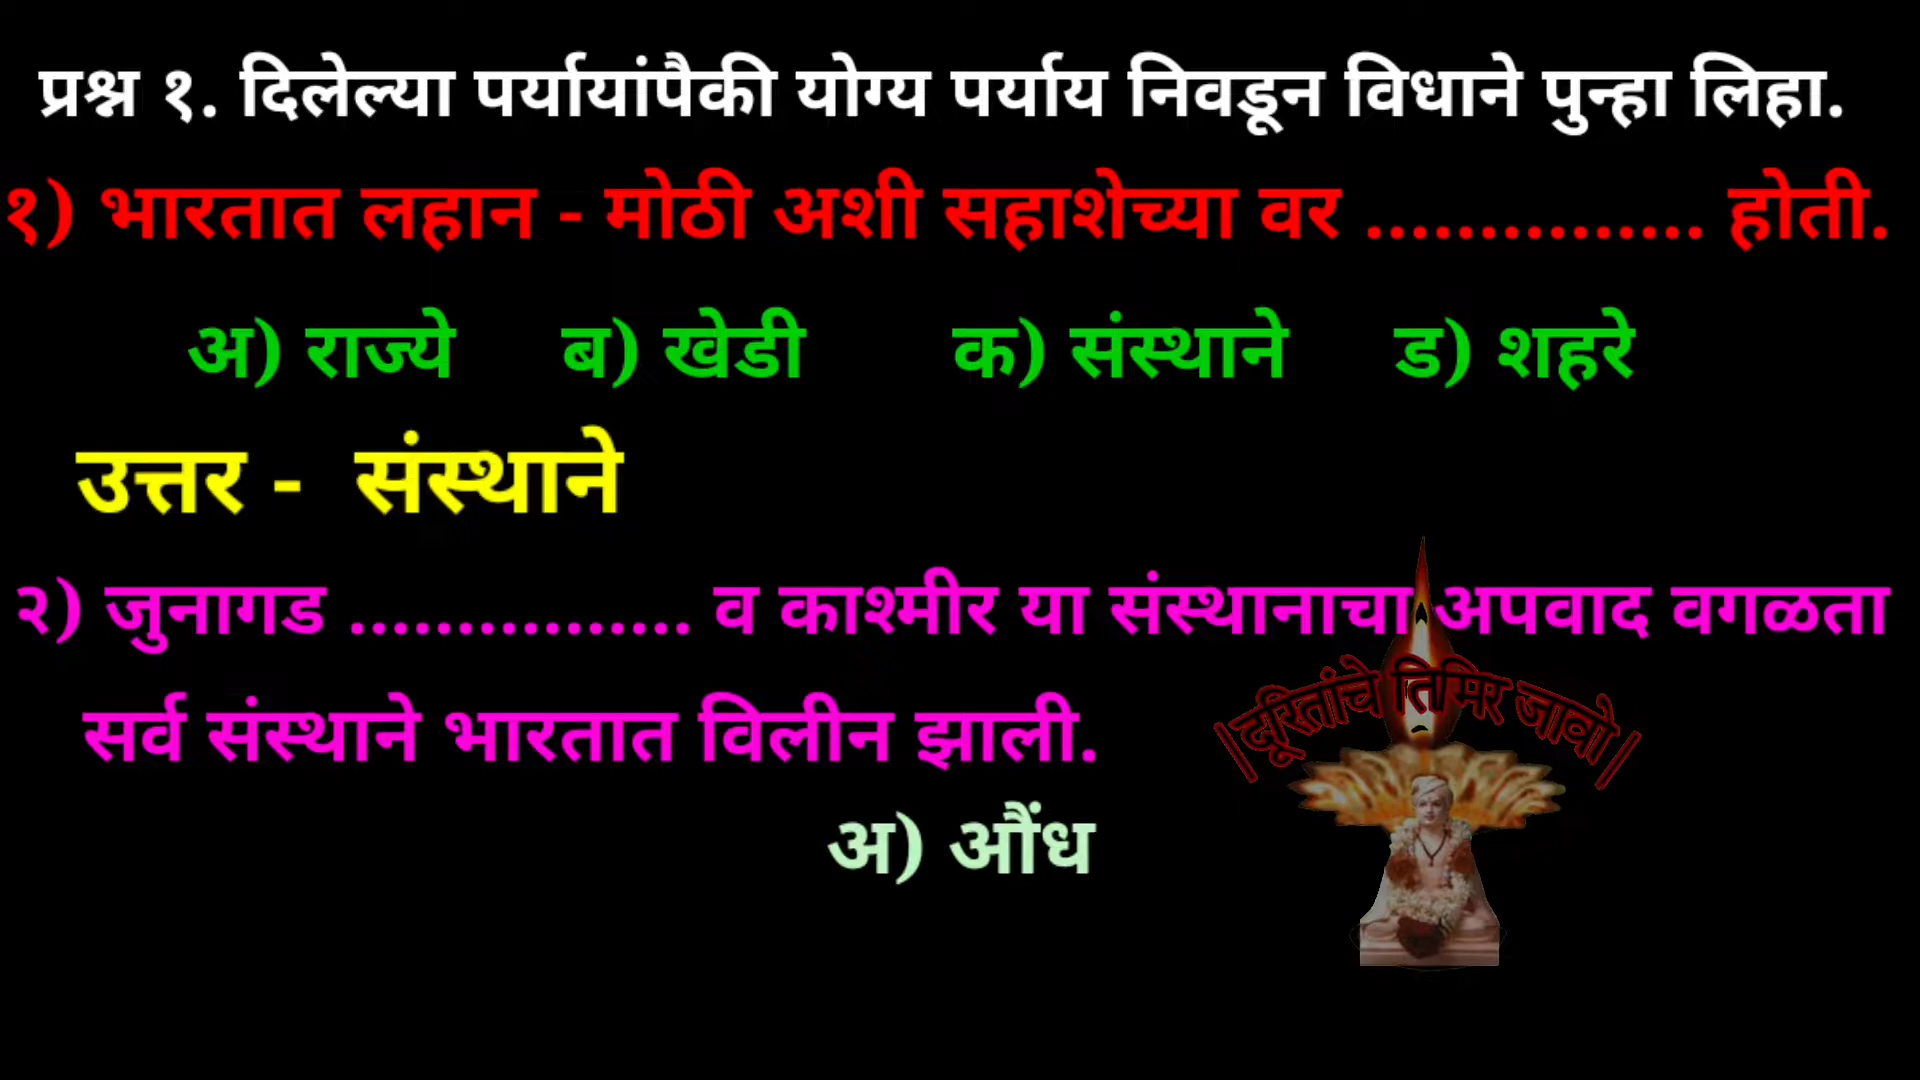 प्रश्न १. दिलेल्या पर्यायांपैकी योग्य पर्याय निवडून विधाने पुन्हा लिहा.
१) भारतात लहान - मोठी अशी सहाशेच्या वर ............... होती.
अ) राज्ये ब) खेडी क) संस्थाने ड) शहरे
उत्तर - संस्थाने
२) जुनागड ................ व काश्मीर या संस्थानाचा अपवाद वगळता
सर्व संस्थाने भारतात विलीन झाली.
|दूरितांचे तिमिर जावो|
अ) औंध